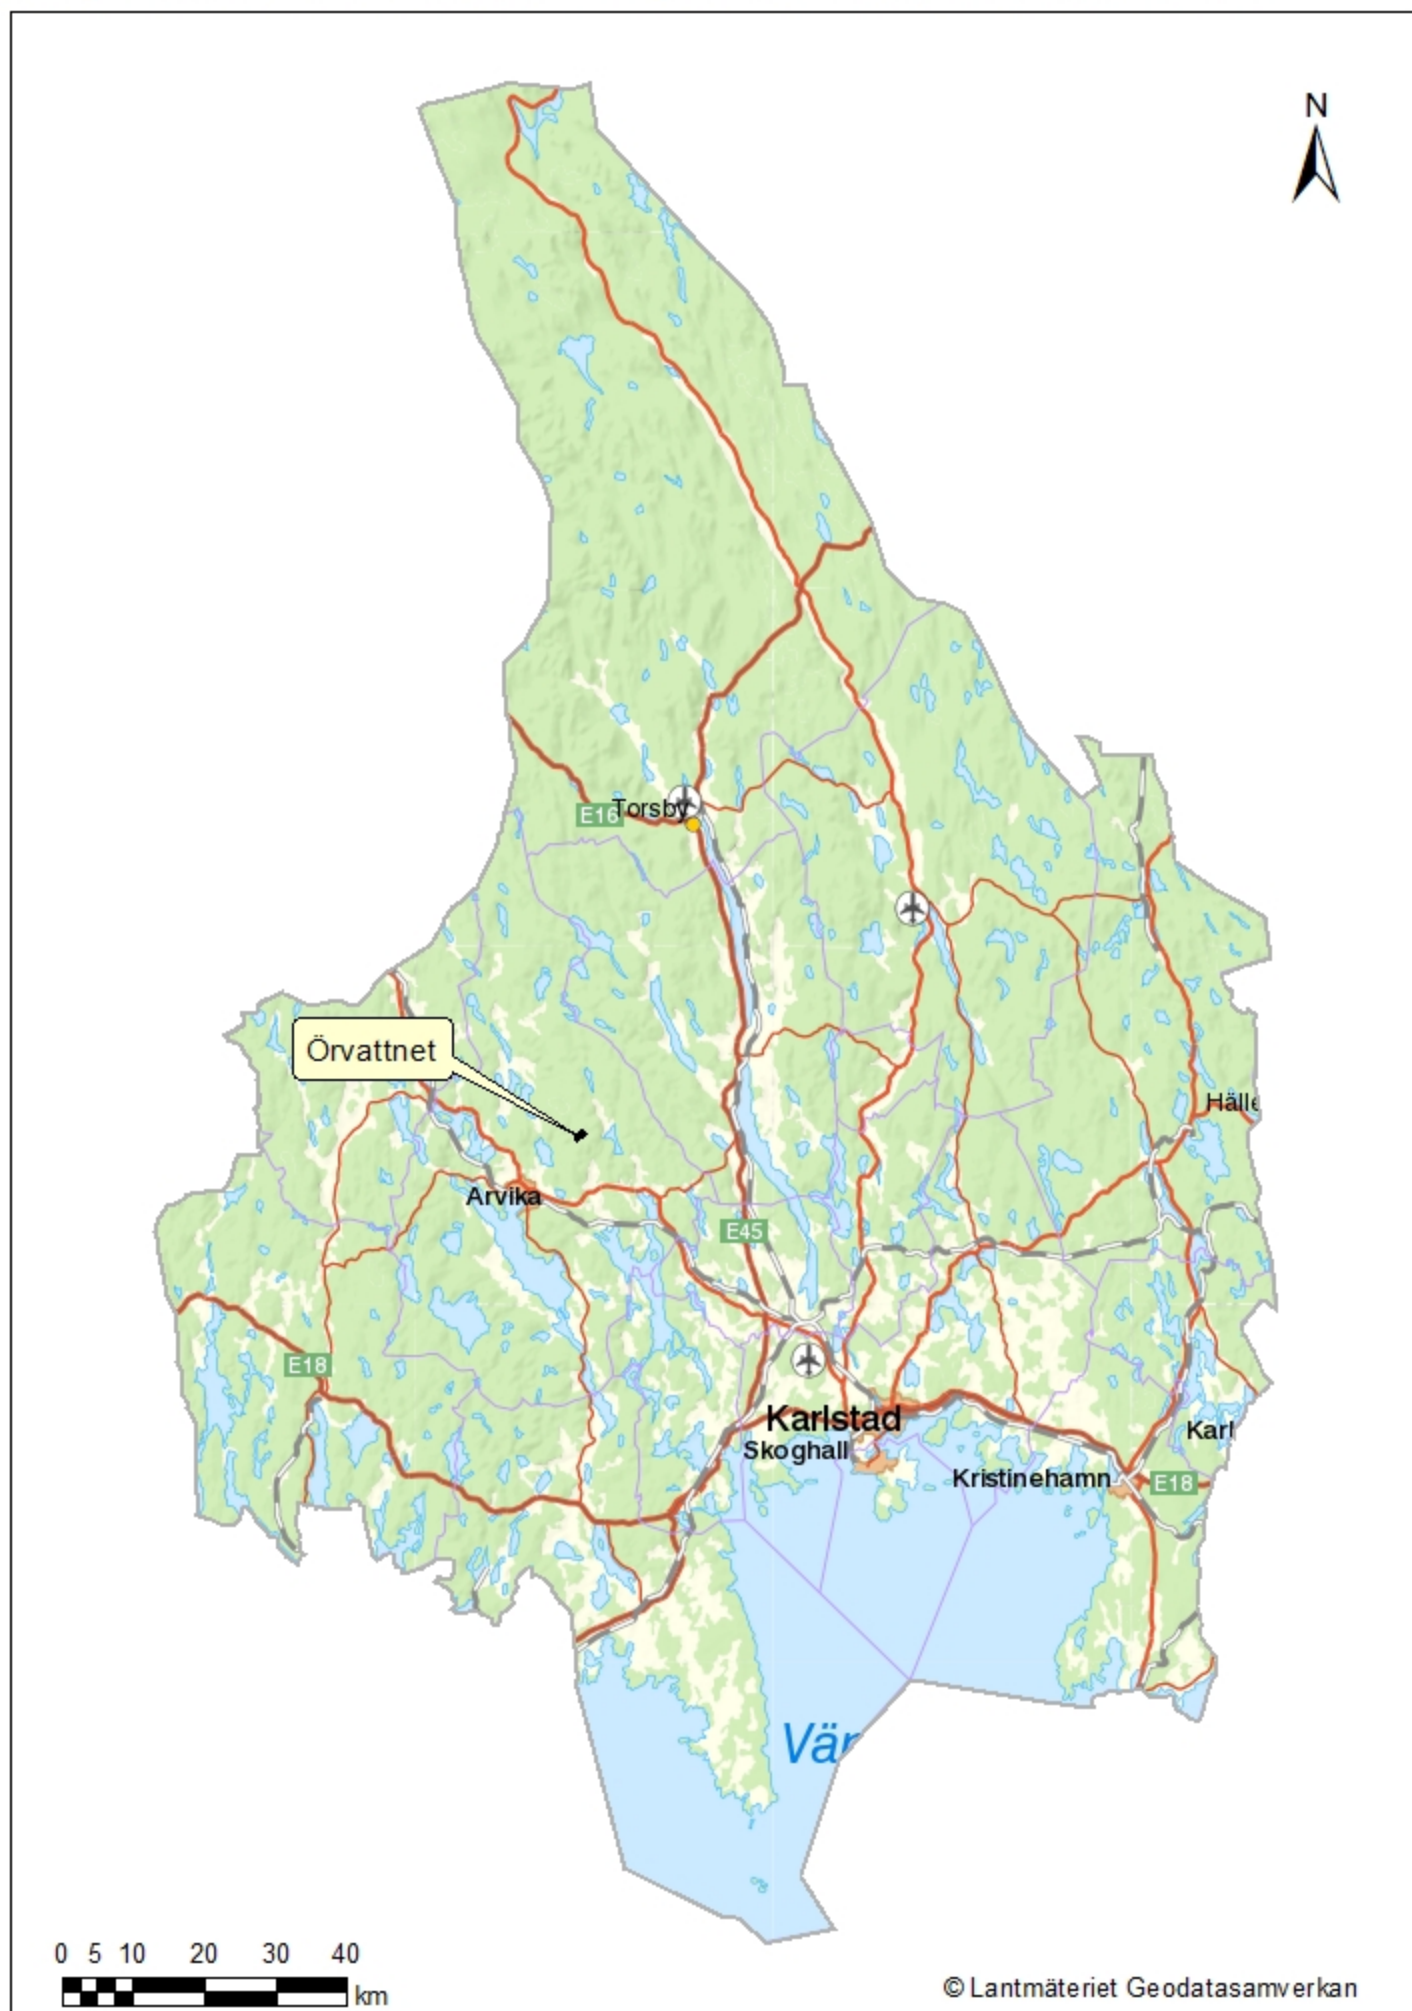 N
Torsby
E16
Örvattnet
Hälle
Arvika
E45
E18
Karlstad
Skoghall
Karl
Kristinehamn
E18
Vär
0 5 10 20 30 40
km
© Lantmäteriet Geodatasamverkan